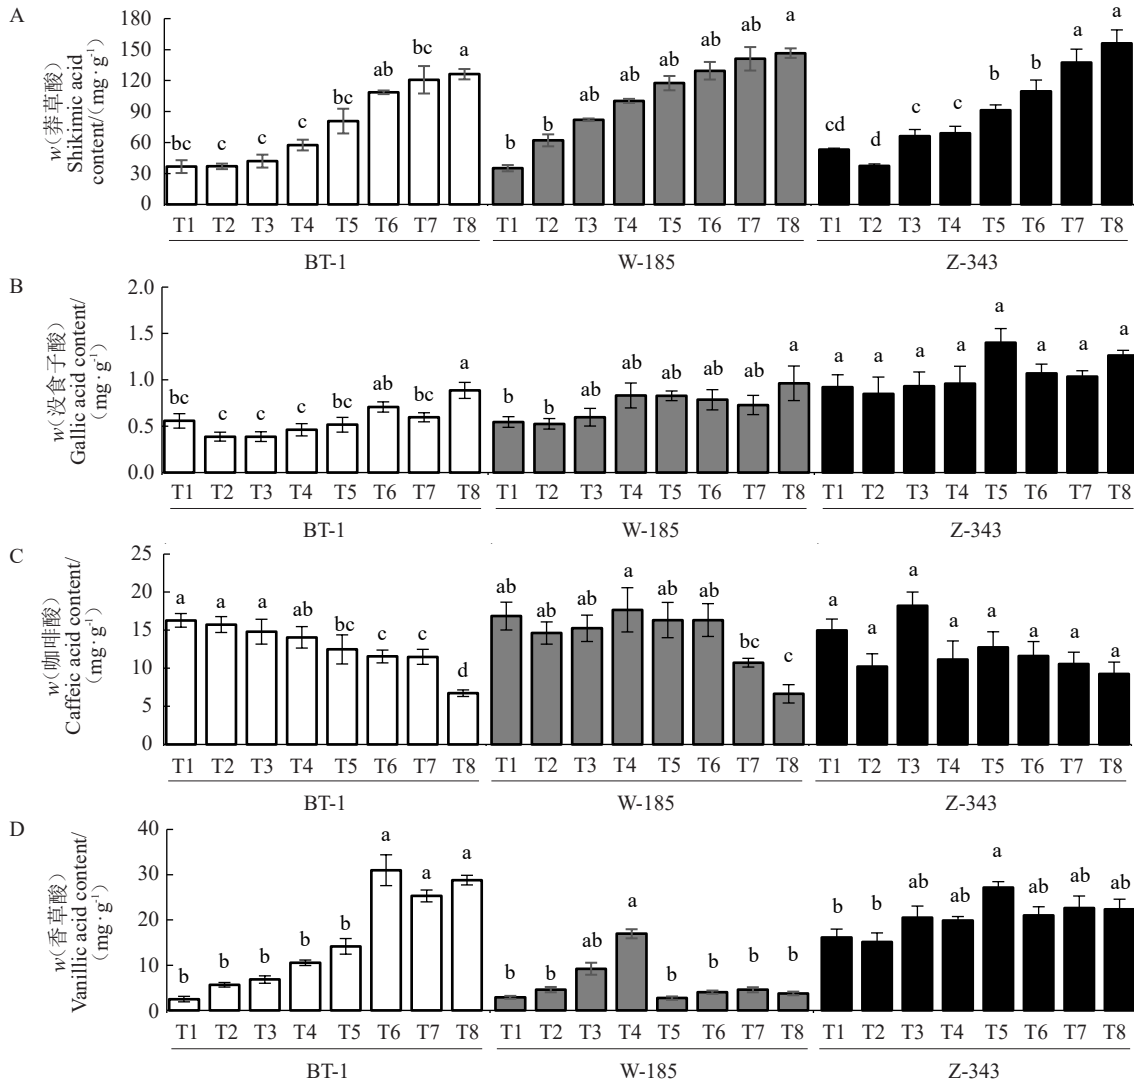 A
w(莽草酸)
Shikimic acid
content/(mg·g⁻¹)
180
150
120
90
60
30
0
bc c c c bc ab bc a
b b ab ab ab ab ab a
cd d c c b b a a
T1 T2 T3 T4 T5 T6 T7 T8 T1 T2 T3 T4 T5 T6 T7 T8 T1 T2 T3 T4 T5 T6 T7 T8
BT-1 W-185 Z-343
B
w(没食子酸)
Gallic acid content/
(mg·g⁻¹)
2.0
1.5
1.0
0.5
0.0
bc c c c bc ab bc a
b b ab ab ab ab ab a
a a a a a a a a
T1 T2 T3 T4 T5 T6 T7 T8 T1 T2 T3 T4 T5 T6 T7 T8 T1 T2 T3 T4 T5 T6 T7 T8
BT-1 W-185 Z-343
C
w(咖啡酸)
Caffeic acid content/
(mg·g⁻¹)
25
20
15
10
5
0
a a a ab bc c c d
ab ab ab a ab ab bc c
a a a a a a a a
T1 T2 T3 T4 T5 T6 T7 T8 T1 T2 T3 T4 T5 T6 T7 T8 T1 T2 T3 T4 T5 T6 T7 T8
BT-1 W-185 Z-343
D
w(香草酸)
Vanillic acid content/
(mg·g⁻¹)
40
30
20
10
0
b b b b b a a a
b b ab a b b b b
b b ab ab a ab ab ab
T1 T2 T3 T4 T5 T6 T7 T8 T1 T2 T3 T4 T5 T6 T7 T8 T1 T2 T3 T4 T5 T6 T7 T8
BT-1 W-185 Z-343